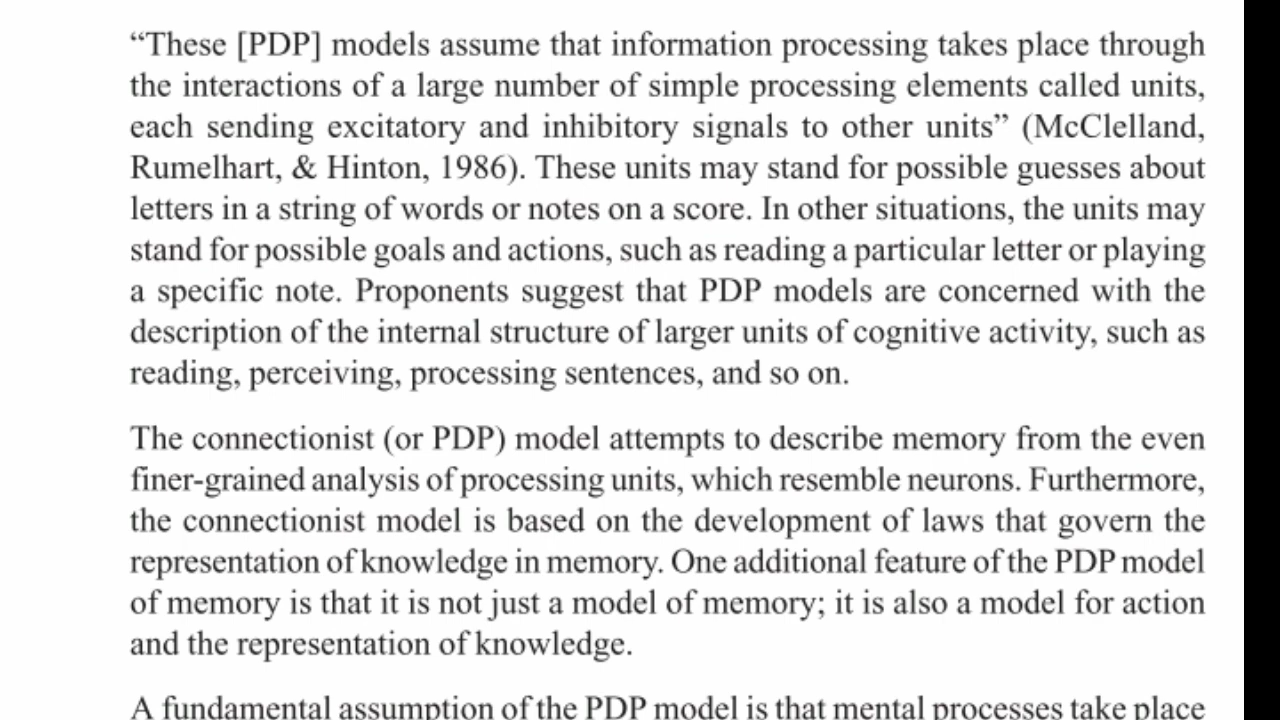 “These [PDP] models assume that information processing takes place through
the interactions of a large number of simple processing elements called units,
each sending excitatory and inhibitory signals to other units” (McClelland,
Rumelhart, & Hinton, 1986). These units may stand for possible guesses about
letters in a string of words or notes on a score. In other situations, the units may
stand for possible goals and actions, such as reading a particular letter or playing
a specific note. Proponents suggest that PDP models are concerned with the
description of the internal structure of larger units of cognitive activity, such as
reading, perceiving, processing sentences, and so on.
The connectionist (or PDP) model attempts to describe memory from the even
finer-grained analysis of processing units, which resemble neurons. Furthermore,
the connectionist model is based on the development of laws that govern the
representation of knowledge in memory. One additional feature of the PDP model
of memory is that it is not just a model of memory; it is also a model for action
and the representation of knowledge.
A fundamental assumption of the PDP model is that mental processes take place